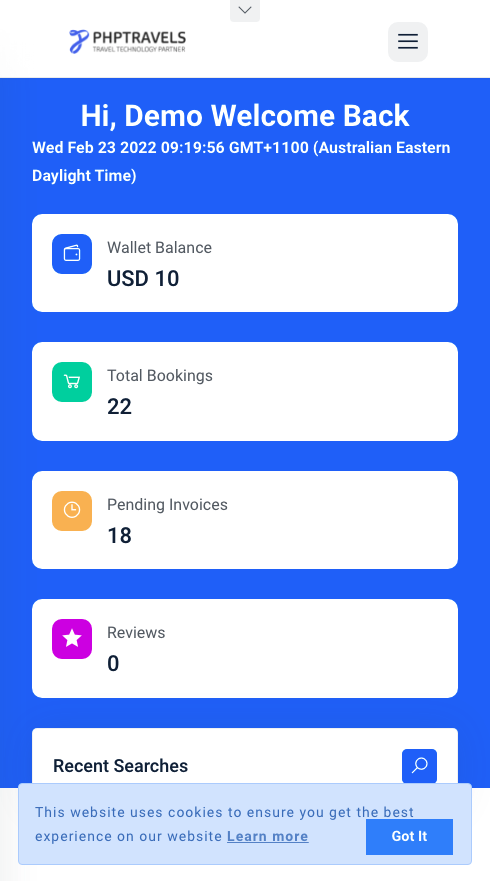 PHPTRAVELS
TRAVEL TECHNOLOGY PARTNER
Hi, Demo Welcome Back
Wed Feb 23 2022 09:19:56 GMT+1100 (Australian Eastern
Daylight Time)
Wallet Balance
USD 10
Total Bookings
22
Pending Invoices
18
Reviews
0
Recent Searches
This website uses cookies to ensure you get the best
experience on our website Learn more
Got It